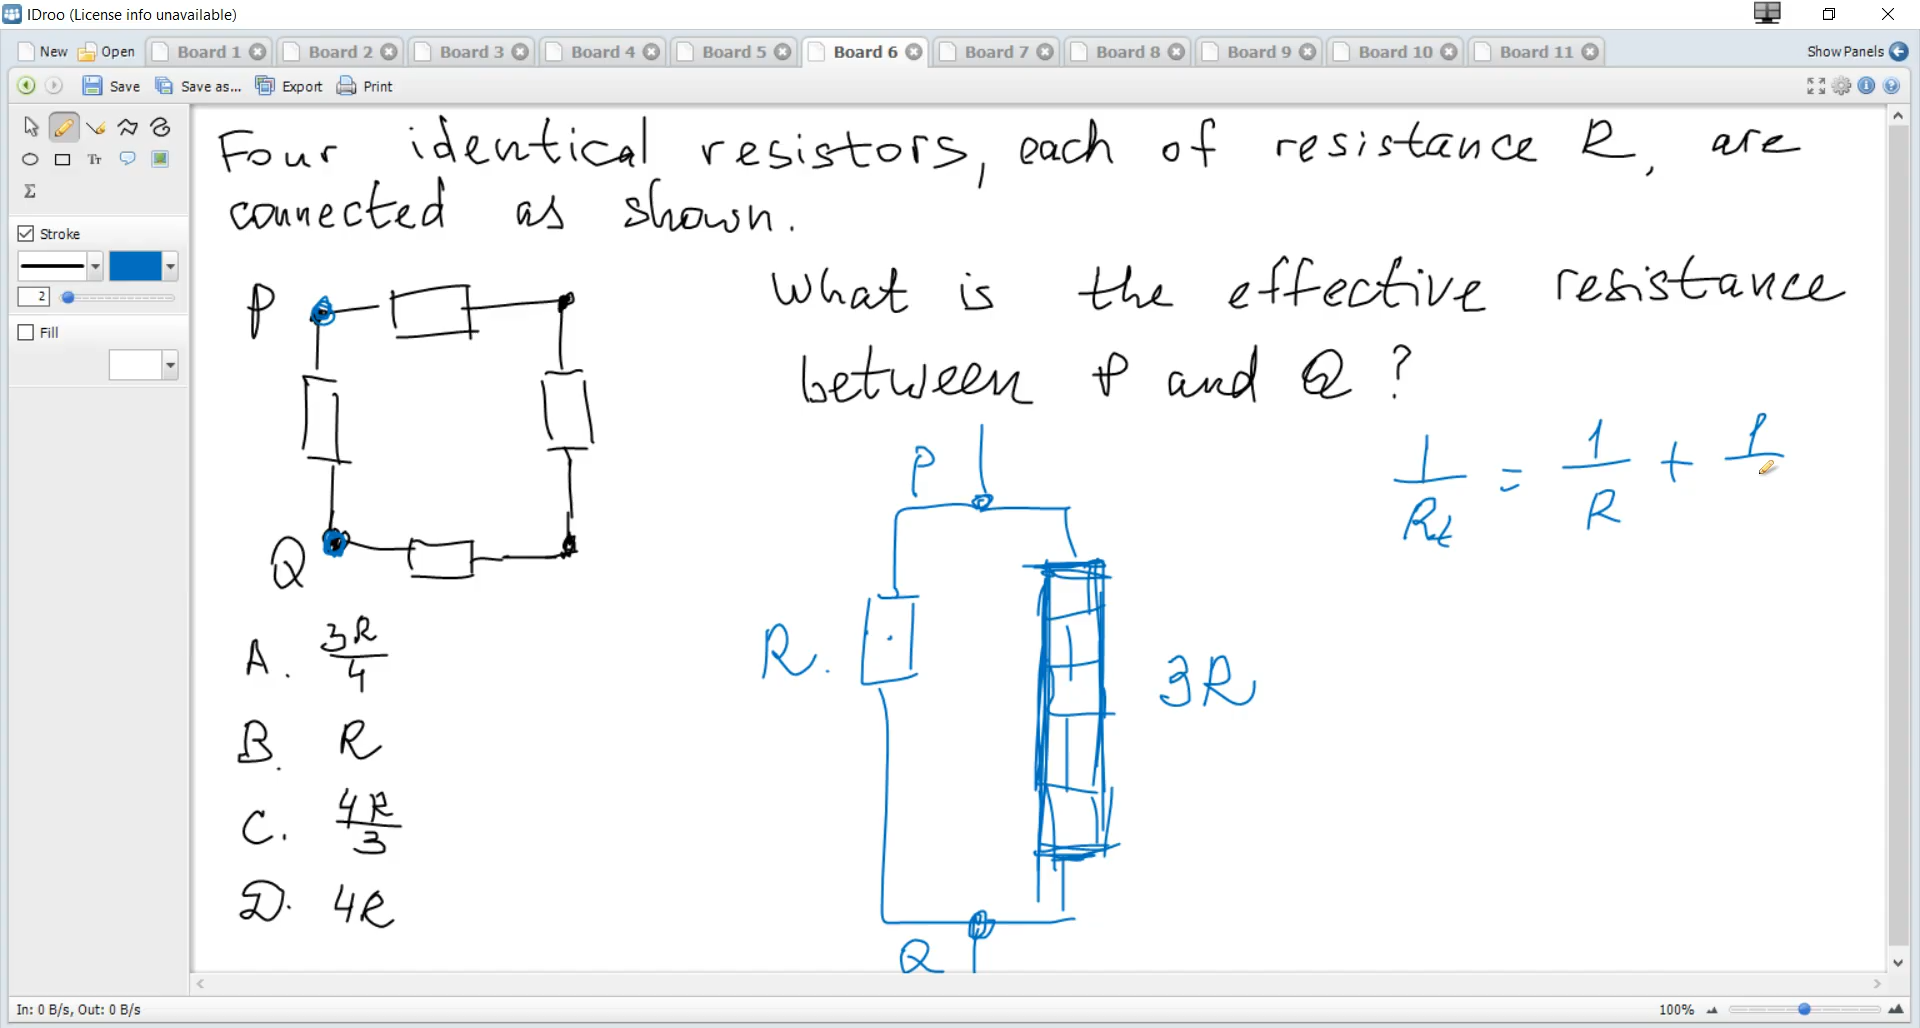 IDroo (License info unavailable)
New Open Board 1 Board 2 Board 3 Board 4 Board 5 Board 6 Board 7 Board 8 Board 9 Board 10 Board 11 Show Panels
Save Save as... Export Print
Tt
Σ
Stroke
2
Fill
Four identical resistors, each of resistance R, are
connected as shown.
What is the effective resistance
between P and Q?
P
Q
A. 3R/4
B. R
C. 4R/3
D. 4R
P
R.
3R
Q
1/Rt = 1/R + 1
In: 0 B/s, Out: 0 B/s 100%